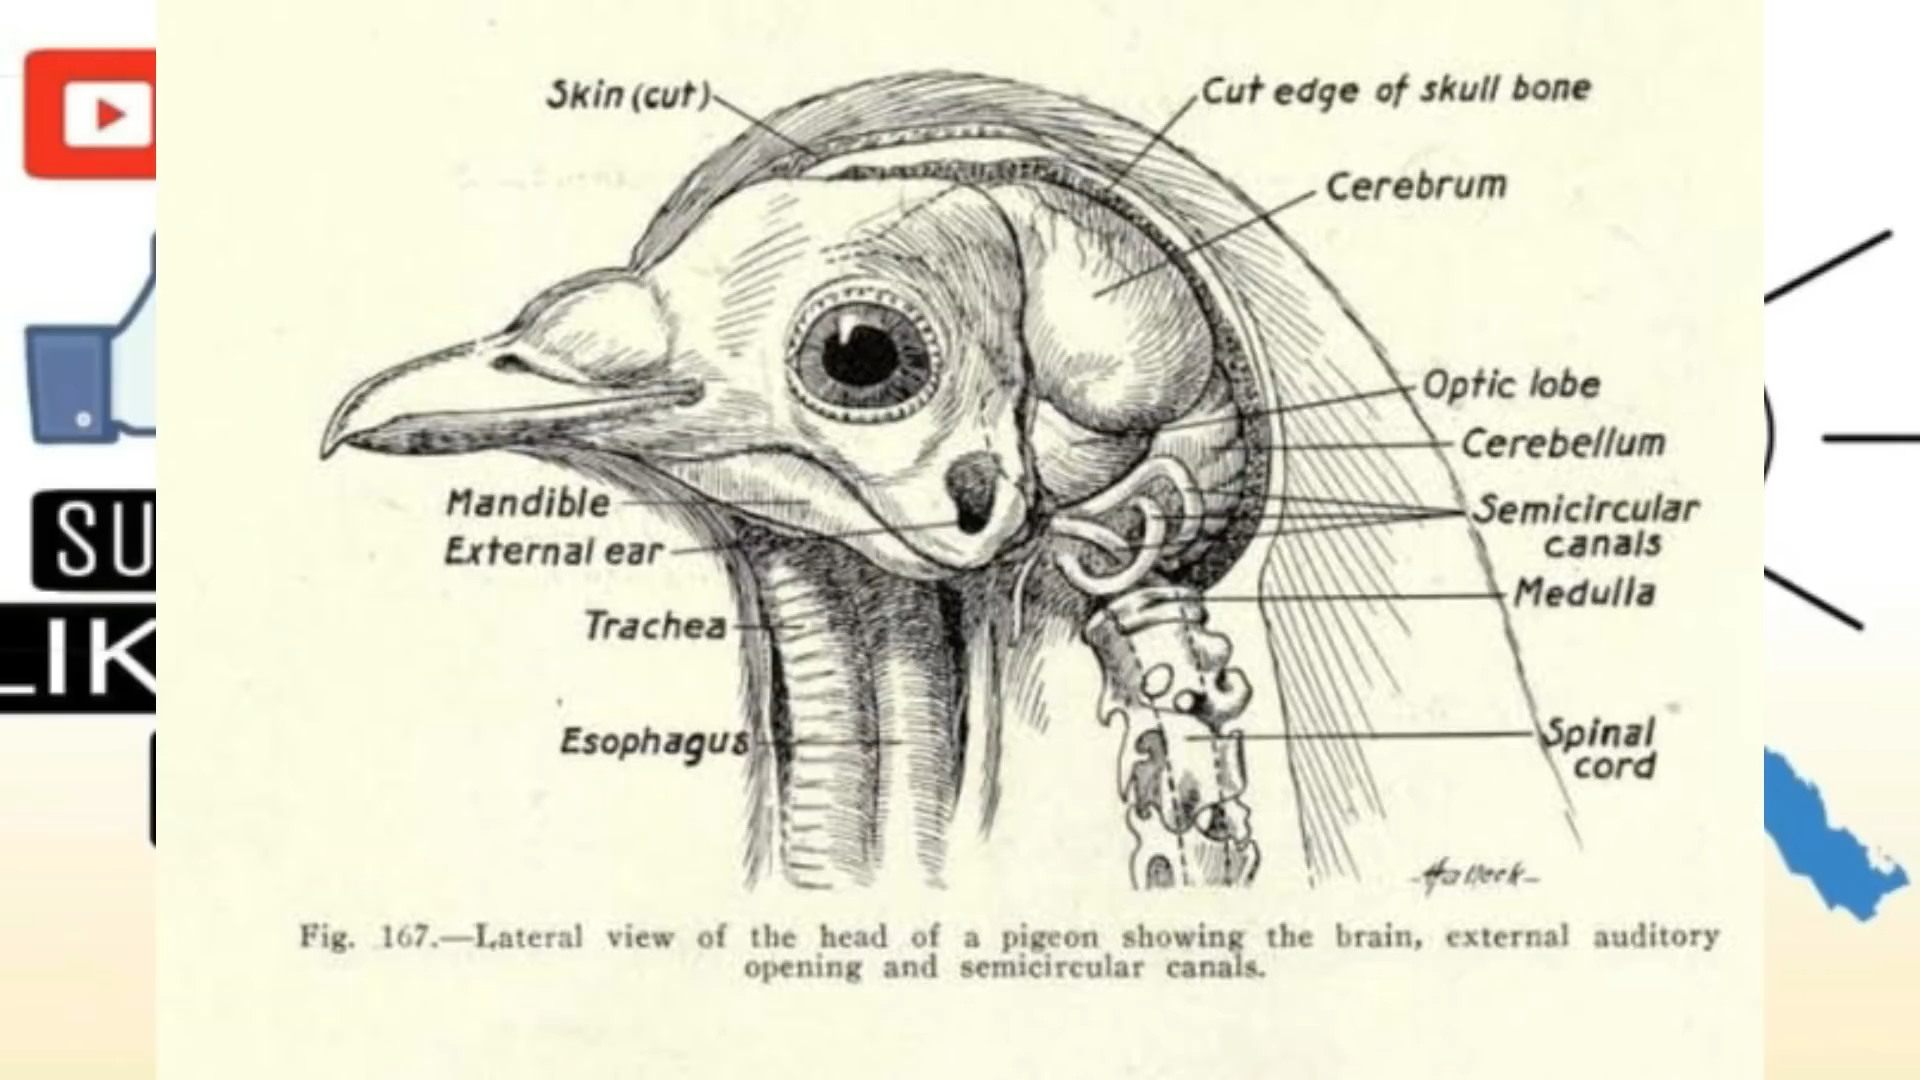 Skin (cut)
Cut edge of skull bone
Cerebrum
Optic lobe
Cerebellum
Mandible
Semicircular
canals
External ear
Medulla
Trachea
Esophagus
Spinal
cord
SU
LIK
Fig. 167.—Lateral view of the head of a pigeon showing the brain, external auditory
opening and semicircular canals.